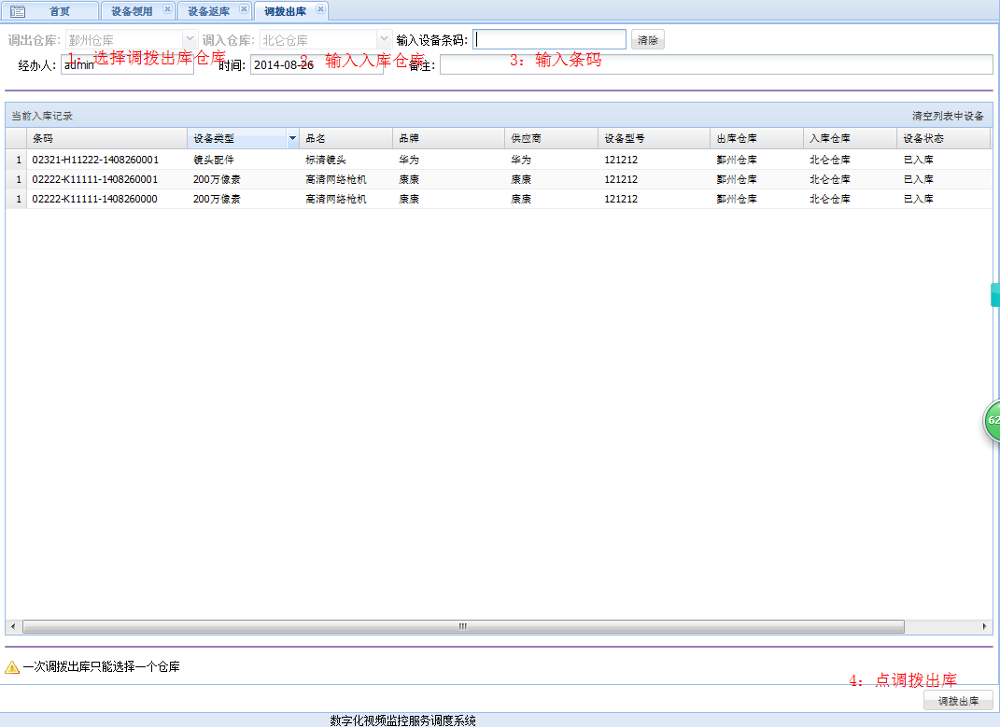 首页 设备领用 设备返库 调拨出库
调出仓库: 鄞州仓库 调入仓库: 北仑仓库 输入设备条码: 清除
1: 选择调拨出库仓库 2: 输入入库仓库 3: 输入条码
经办人: admin 时间: 2014-08-26 备注:
当前入库记录 清空列表中设备
条码 设备类型 品名 品牌 供应商 设备型号 出库仓库 入库仓库 设备状态
1 02321-H11222-1408260001 镜头配件 标清镜头 华为 华为 121212 鄞州仓库 北仑仓库 已入库
1 02222-K11111-1408260001 200万像素 高清网络枪机 康康 康康 121212 鄞州仓库 北仑仓库 已入库
1 02222-K11111-1408260000 200万像素 高清网络枪机 康康 康康 121212 鄞州仓库 北仑仓库 已入库
62
一次调拨出库只能选择一个仓库
4: 点调拨出库
调拨出库
数字化视频监控服务调度系统